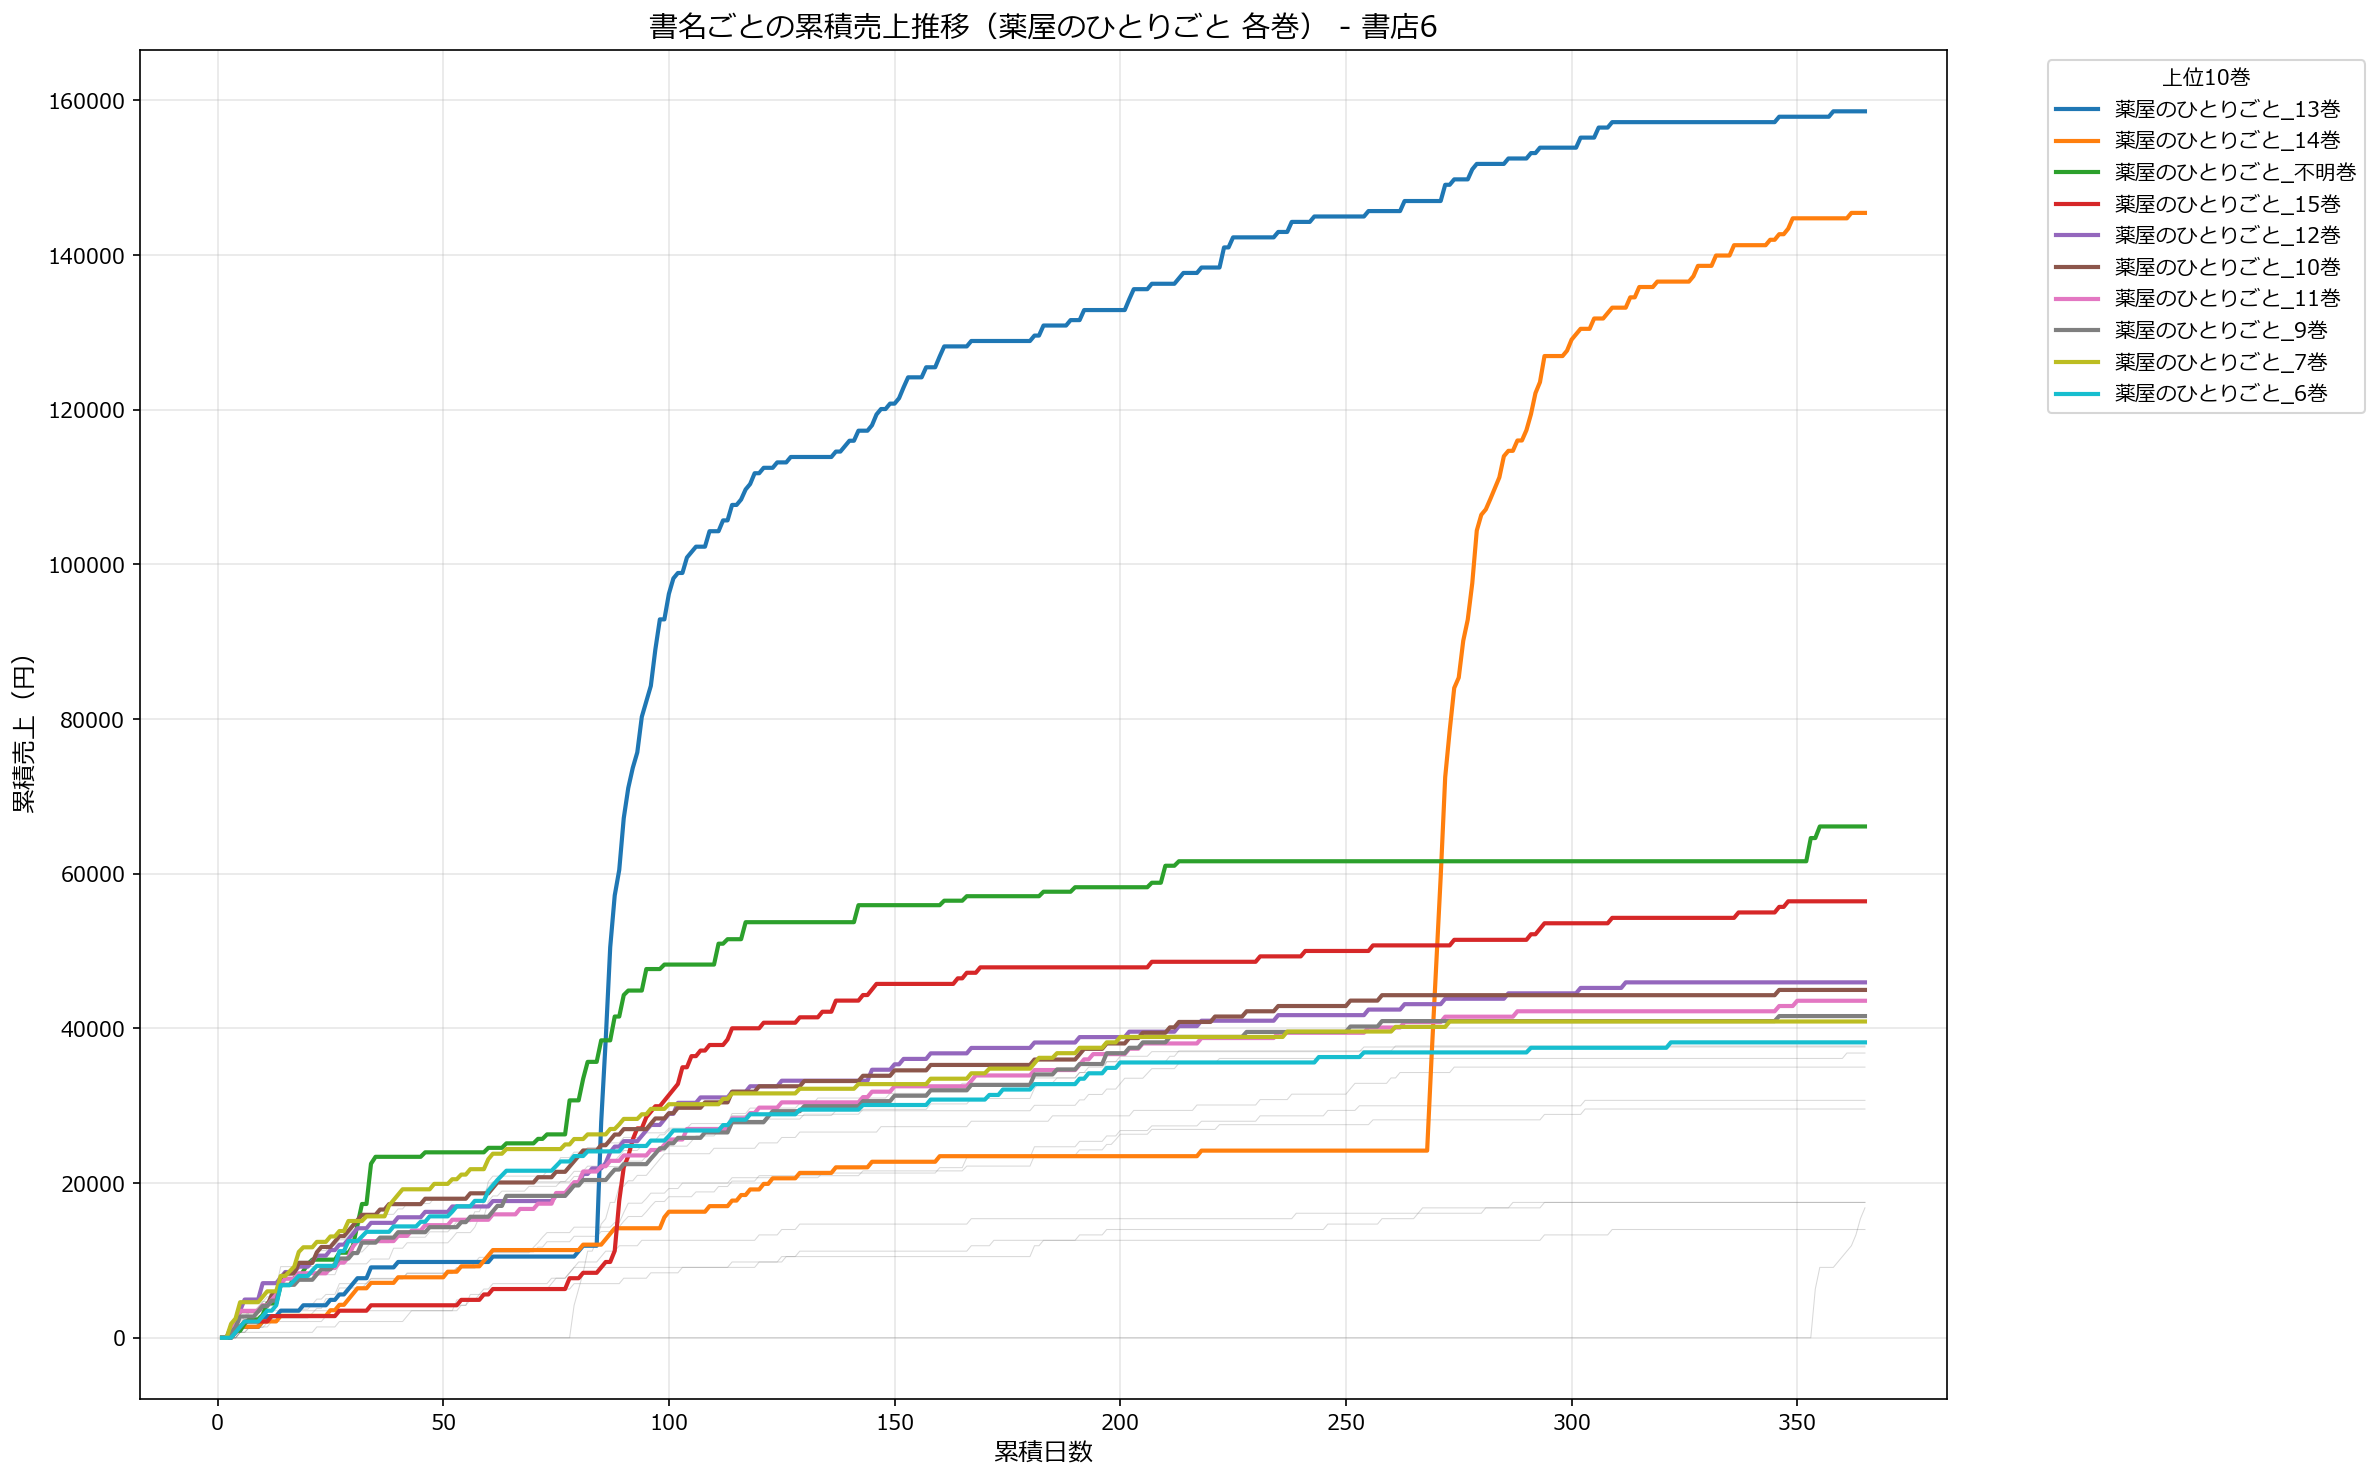 書名ごとの累積売上推移（薬屋のひとりごと 各巻） - 書店6
上位10巻
薬屋のひとりごと_13巻
薬屋のひとりごと_14巻
薬屋のひとりごと_不明巻
薬屋のひとりごと_15巻
薬屋のひとりごと_12巻
薬屋のひとりごと_10巻
薬屋のひとりごと_11巻
薬屋のひとりごと_9巻
薬屋のひとりごと_7巻
薬屋のひとりごと_6巻
累積売上（円）
160000
140000
120000
100000
80000
60000
40000
20000
0
0 50 100 150 200 250 300 350
累積日数